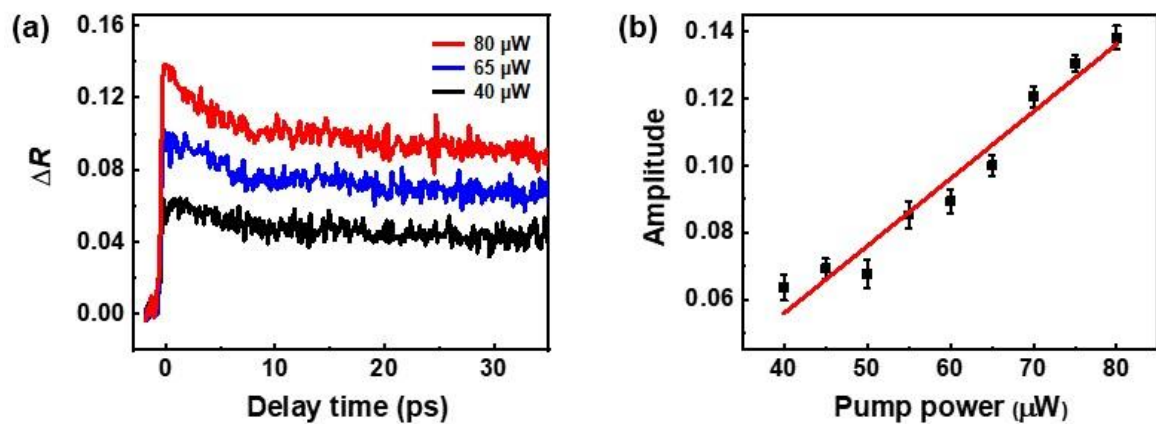 (a)
0.16
0.12
0.08
0.04
0.00
ΔR
80 µW
65 µW
40 µW
0
10
20
30
Delay time (ps)
(b)
0.14
0.12
0.10
0.08
0.06
Amplitude
40
50
60
70
80
Pump power (µW)